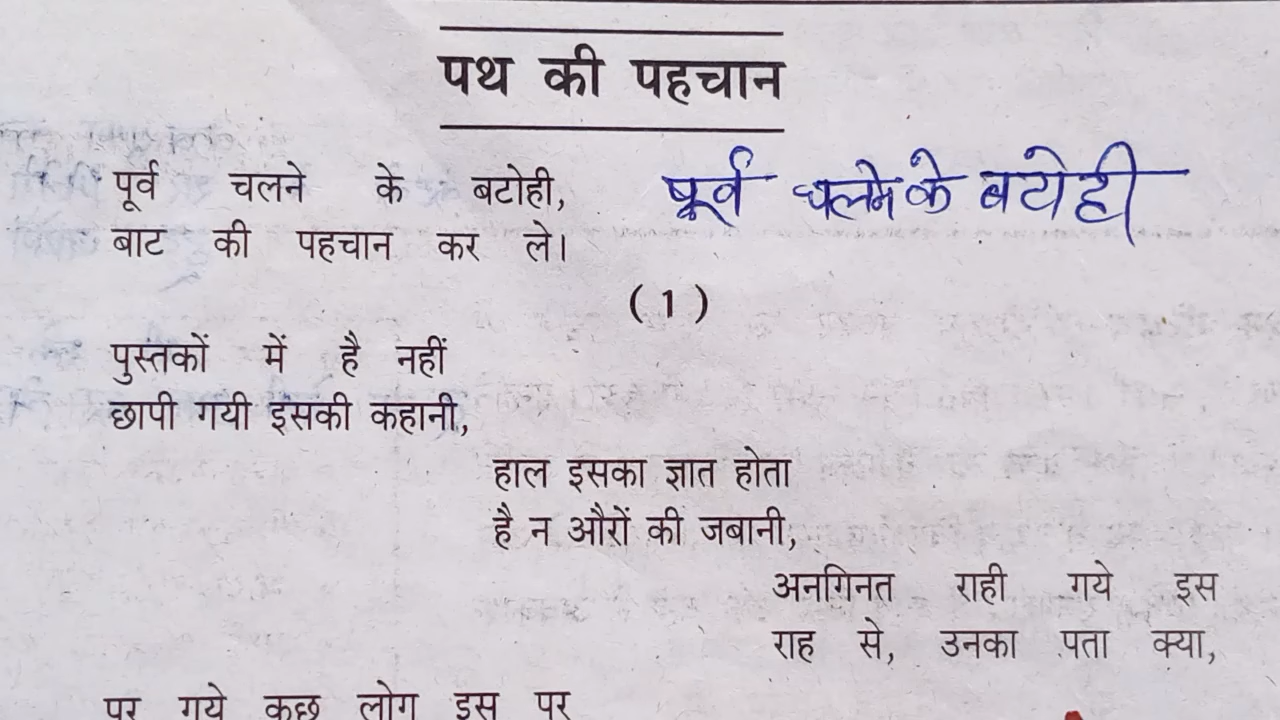 पथ की पहचान
पूर्व चलने के बटोही,
पूर्व चलने के बटोही
बाट की पहचान कर ले।
( 1 )
पुस्तकों में है नहीं
छापी गयी इसकी कहानी,
हाल इसका ज्ञात होता
है न औरों की जबानी,
अनगिनत राही गये इस
राह से, उनका पता क्या,
पर गये कुछ लोग इस पर